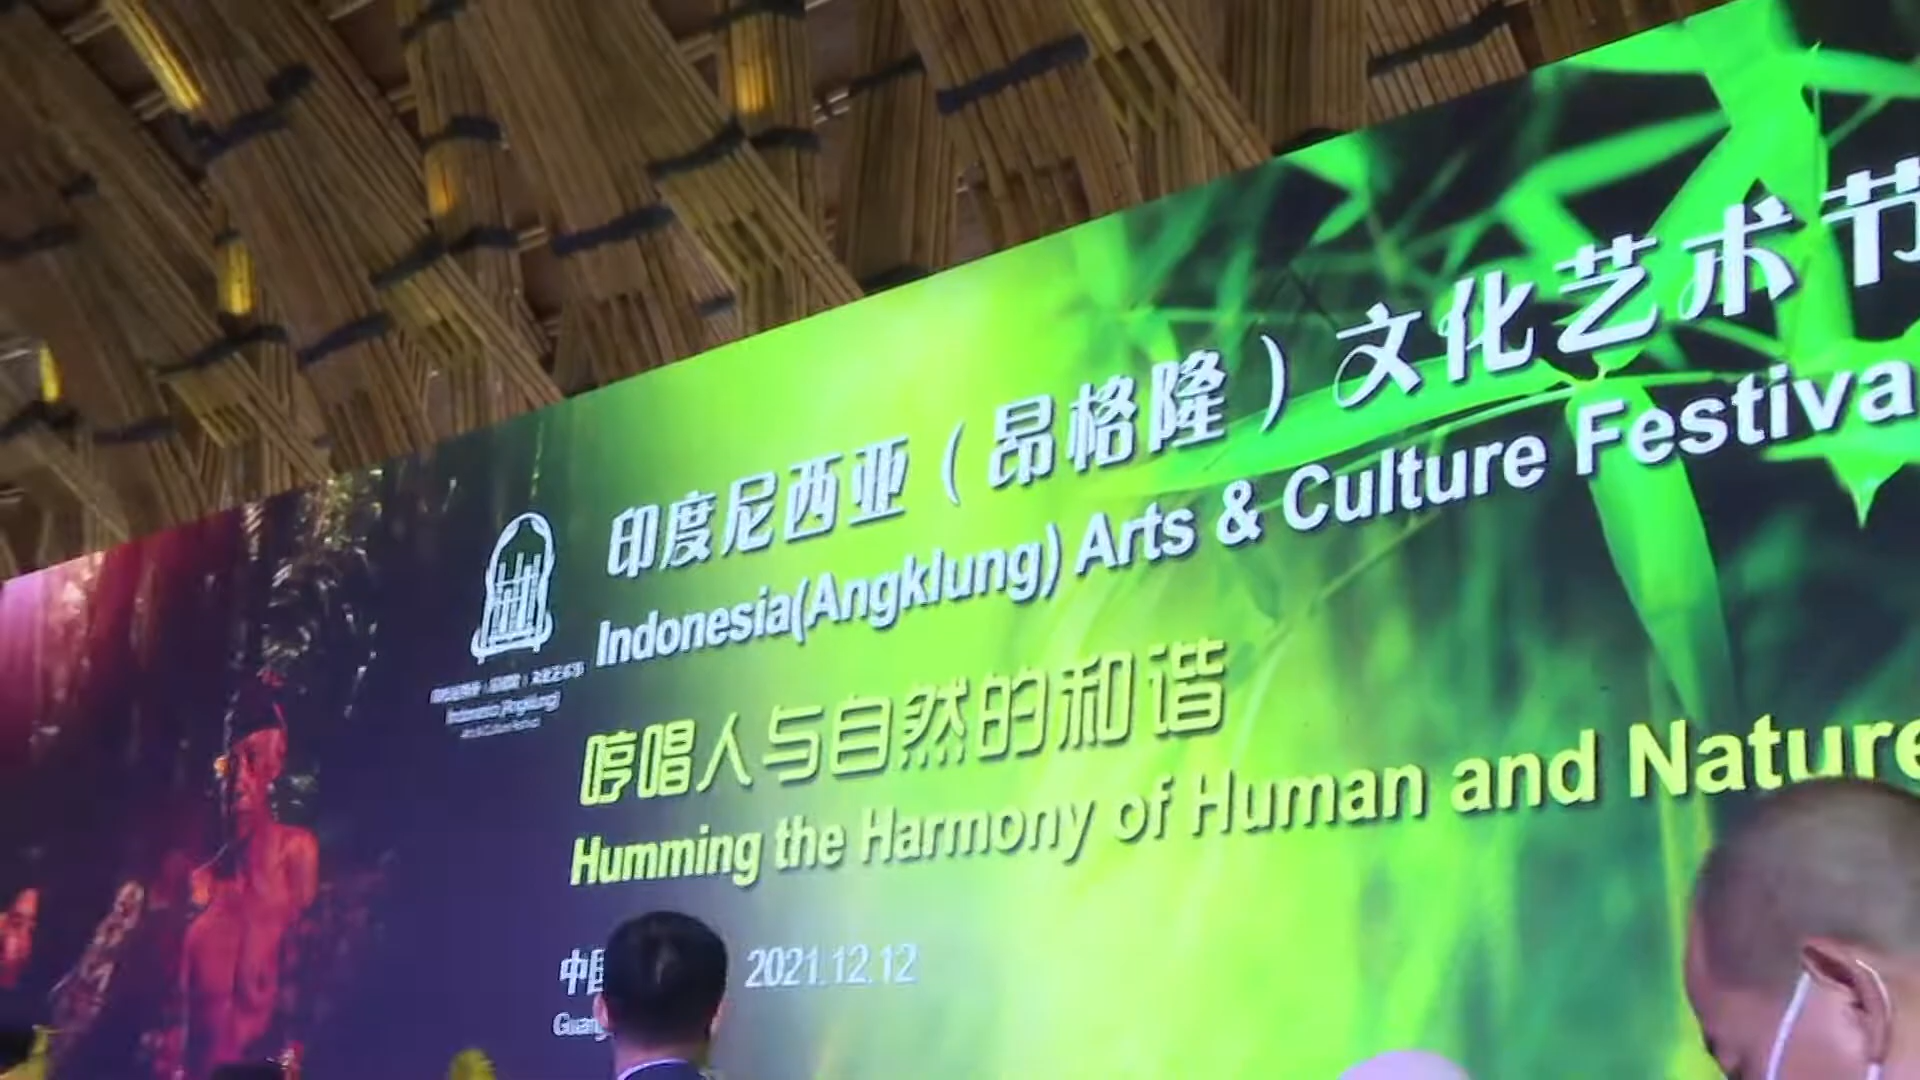 印度尼西亚（昂格隆）文化艺术节
Indonesia(Angklung) Arts & Culture Festiva
哼唱人与自然的和谐
Humming the Harmony of Human and Nature
中国
2021.12.12
Guang